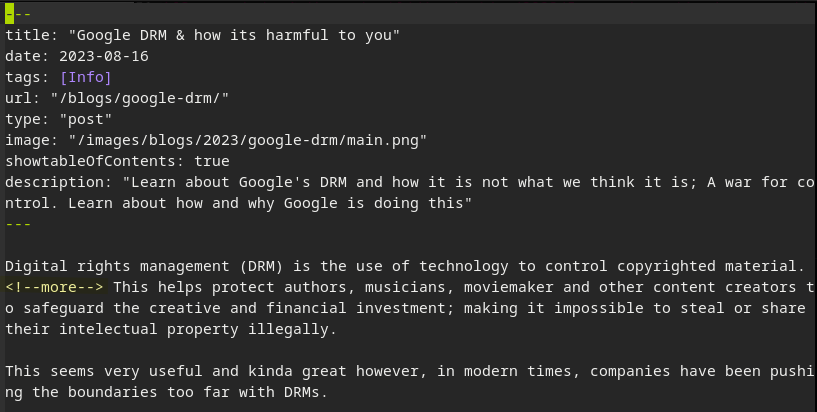 ---
title: "Google DRM & how its harmful to you"
date: 2023-08-16
tags: [Info]
url: "/blogs/google-drm/"
type: "post"
image: "/images/blogs/2023/google-drm/main.png"
showtableOfContents: true
description: "Learn about Google's DRM and how it is not what we think it is; A war for co
ntrol. Learn about how and why Google is doing this"
---
Digital rights management (DRM) is the use of technology to control copyrighted material.
<!--more--> This helps protect authors, musicians, moviemaker and other content creators t
o safeguard the creative and financial investment; making it impossible to steal or share
their intelectual property illegally.
This seems very useful and kinda great however, in modern times, companies have been pushi
ng the boundaries too far with DRMs.